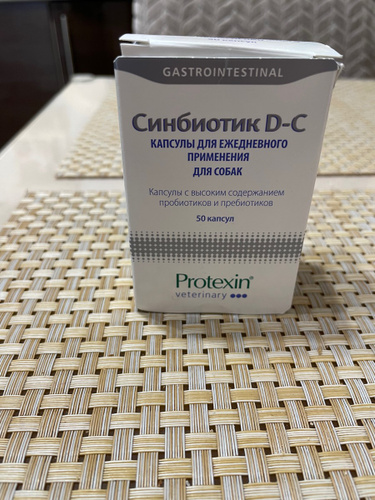 GASTROINTESTINAL
Синбиотик D-C
КАПСУЛЫ ДЛЯ ЕЖЕДНЕВНОГО
ПРИМЕНЕНИЯ
ДЛЯ СОБАК
Капсулы с высоким содержанием
пробиотиков и пребиотиков
50 капсул
Protexin®
veterinary